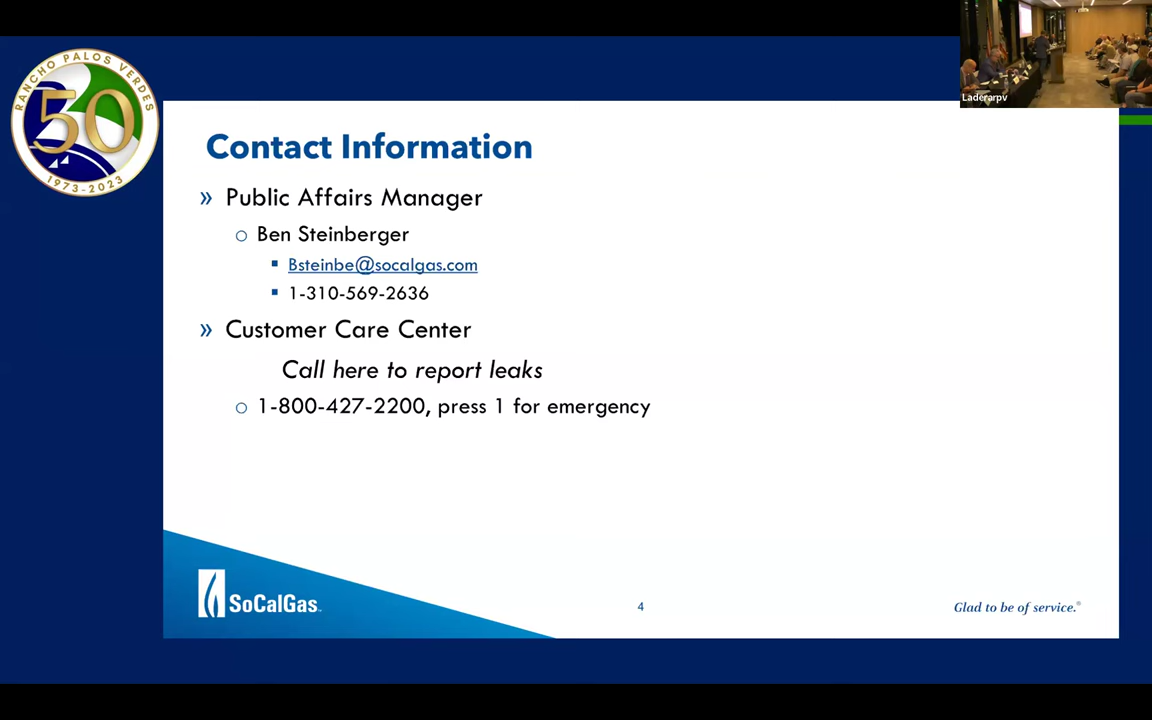 RANCHO PALOS VERDES
50
1973-2023
Laderarpv
Contact Information
» Public Affairs Manager
Ben Steinberger
Bsteinbe@socalgas.com
1-310-569-2636
» Customer Care Center
Call here to report leaks
1-800-427-2200, press 1 for emergency
SoCalGas™
4
Glad to be of service.®